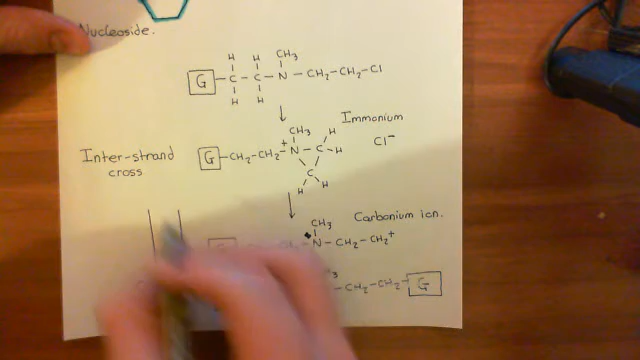 Nucleoside.
H H CH₃
G - C - C - N - CH₂ - CH₂ - Cl
H H
Immonium
CH₃ H
G - CH₂ - CH₂ - N⁺ - C - H
Cl⁻
C
H H
Inter-strand
cross
Carbonium ion.
CH₃
N - CH₂ - CH₂⁺
- CH₂ - CH₂ - G